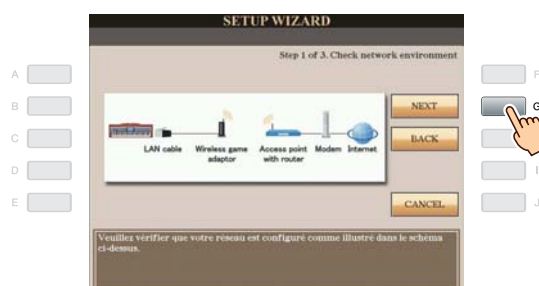 SETUP WIZARD
Step 1 of 3. Check network environment
A
F
B
NEXT
G
LAN cable
Wireless game
adaptor
Access point
with router
Modem
Internet
C
BACK
D
I
E
CANCEL
J
Veuillez vérifier que votre réseau est configuré comme illustré dans le schéma
ci-dessus.